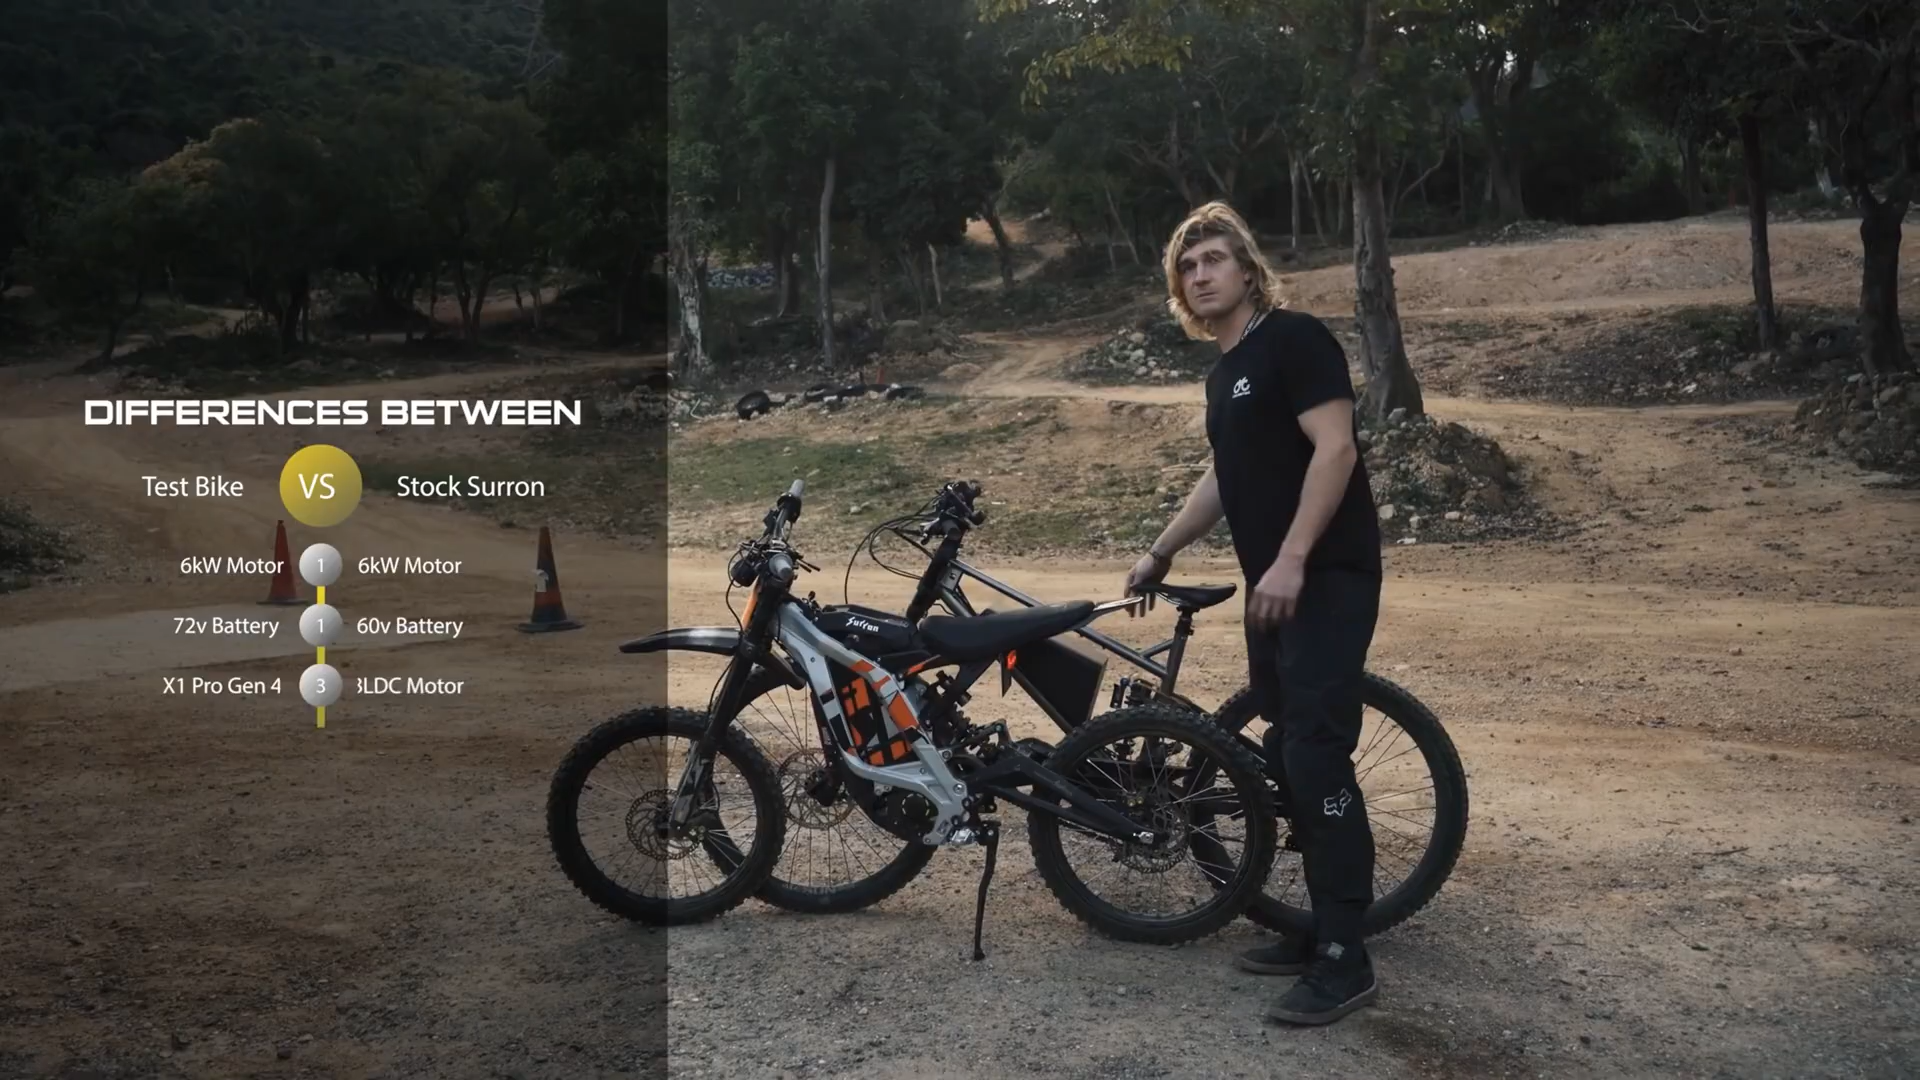 DIFFERENCES BETWEEN
Test Bike VS Stock Surron
6kW Motor 1 6kW Motor
72v Battery 1 60v Battery
X1 Pro Gen 4 3 BLDC Motor
Surron